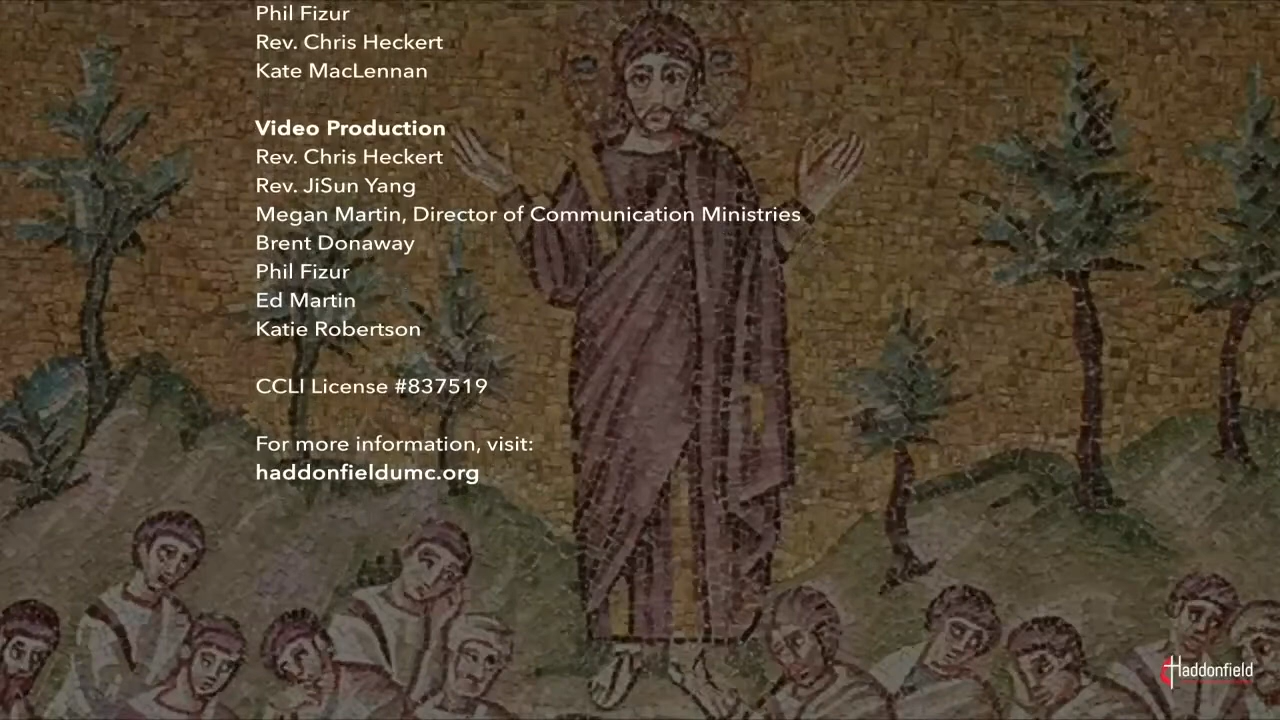 Phil Fizur
Rev. Chris Heckert
Kate MacLennan
Video Production
Rev. Chris Heckert
Rev. JiSun Yang
Megan Martin, Director of Communication Ministries
Brent Donaway
Phil Fizur
Ed Martin
Katie Robertson
CCLI License #837519
For more information, visit:
haddonfieldumc.org
Haddonfield